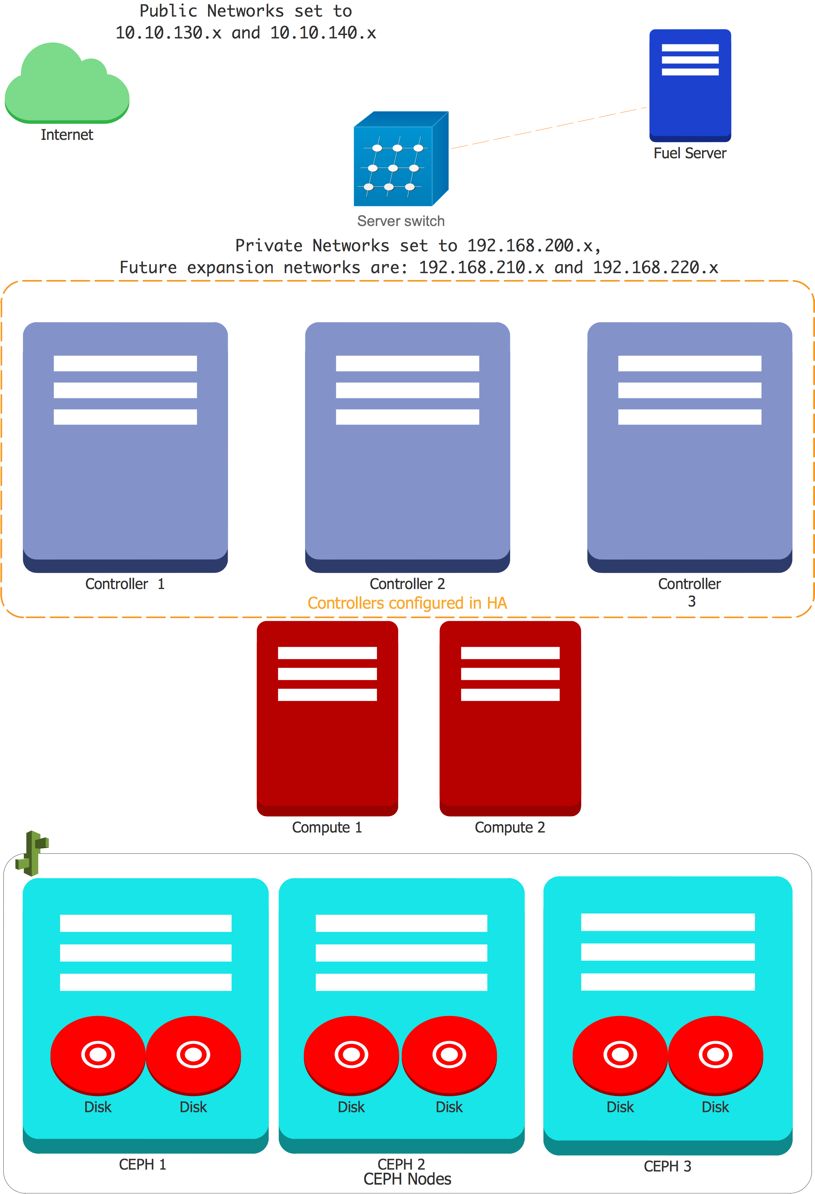 Public Networks set to
10.10.130.x and 10.10.140.x
Internet
Fuel Server
Server switch
Private Networks set to 192.168.200.x,
Future expansion networks are: 192.168.210.x and 192.168.220.x
Controller 1
Controller 2
Controller
3
Controllers configured in HA
Compute 1
Compute 2
Disk
Disk
Disk
Disk
Disk
Disk
CEPH 1
CEPH 2
CEPH 3
CEPH Nodes